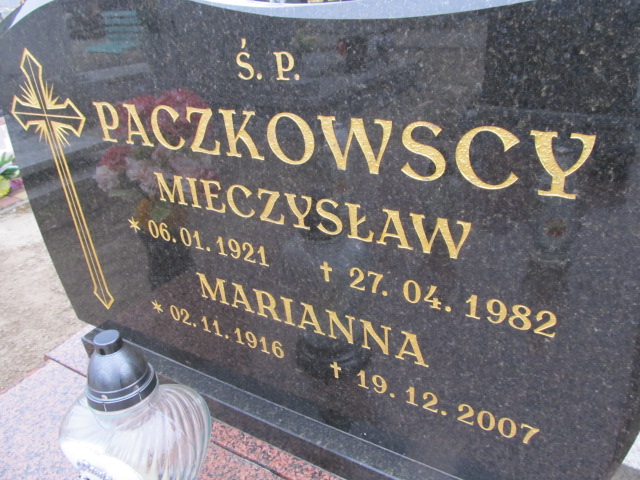 Ś. P.
PACZKOWSCY
MIECZYSŁAW
* 06.01.1921 † 27.04.1982
MARIANNA
* 02.11.1916 † 19.12.2007